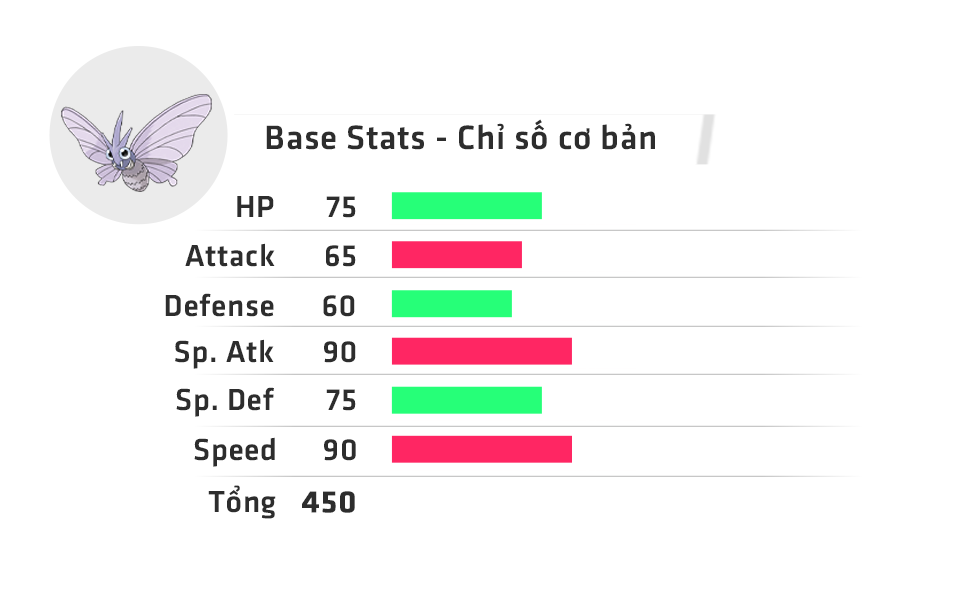 Base Stats - Chỉ số cơ bản
HP 75
Attack 65
Defense 60
Sp. Atk 90
Sp. Def 75
Speed 90
Tổng 450